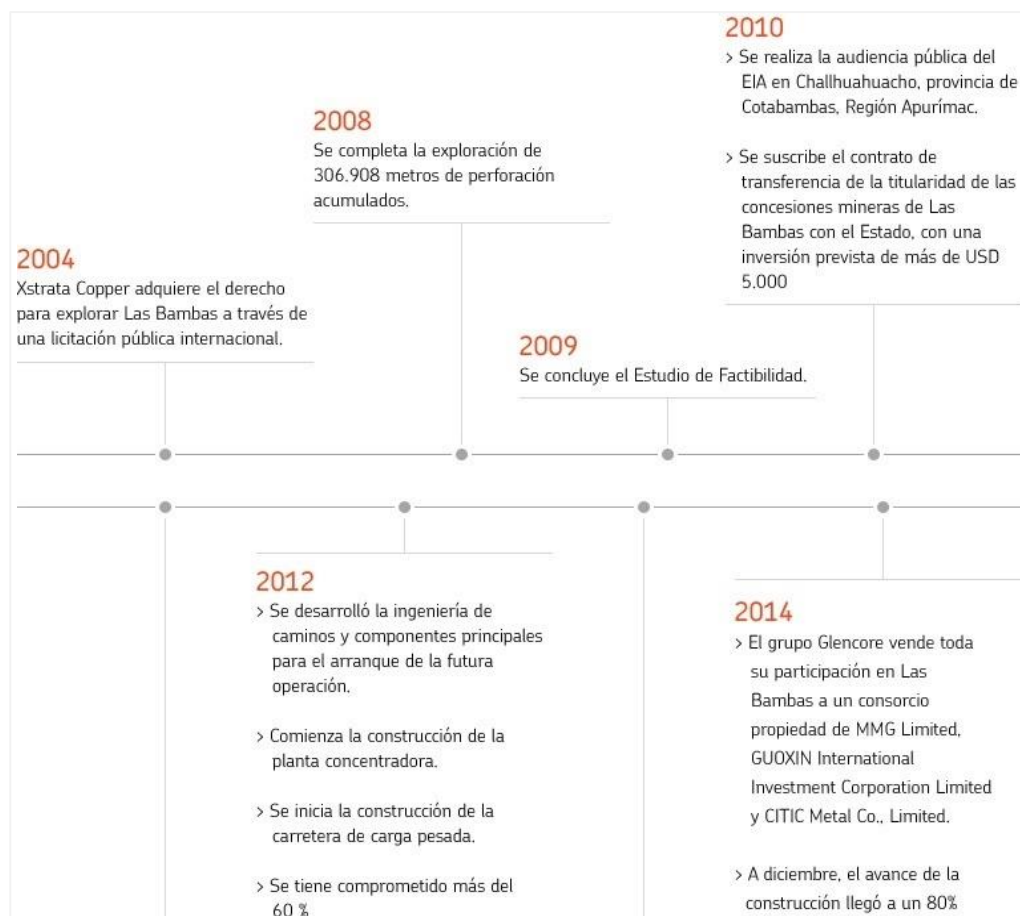 2004
Xstrata Copper adquiere el derecho
para explorar Las Bambas a través de
una licitación pública internacional.
2008
Se completa la exploración de
306.908 metros de perforación
acumulados.
2009
Se concluye el Estudio de Factibilidad.
2010
> Se realiza la audiencia pública del
EIA en Challhuahuacho, provincia de
Cotabambas, Región Apurímac.
> Se suscribe el contrato de
transferencia de la titularidad de las
concesiones mineras de Las
Bambas con el Estado, con una
inversión prevista de más de USD
5.000
2012
> Se desarrolló la ingeniería de
caminos y componentes principales
para el arranque de la futura
operación.
> Comienza la construcción de la
planta concentradora.
> Se inicia la construcción de la
carretera de carga pesada.
> Se tiene comprometido más del
60 %
2014
> El grupo Glencore vende toda
su participación en Las
Bambas a un consorcio
propiedad de MMG Limited,
GUOXIN International
Investment Corporation Limited
y CITIC Metal Co., Limited.
> A diciembre, el avance de la
construcción llegó a un 80%